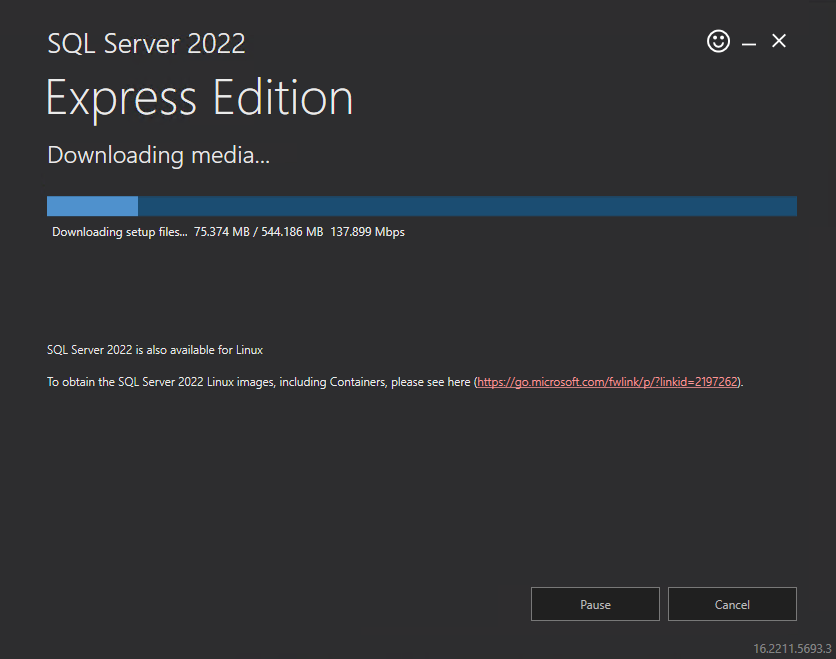 SQL Server 2022
Express Edition
Downloading media...
Downloading setup files... 75.374 MB / 544.186 MB 137.899 Mbps
SQL Server 2022 is also available for Linux
To obtain the SQL Server 2022 Linux images, including Containers, please see here (https://go.microsoft.com/fwlink/p/?linkid=2197262).
Pause
Cancel
16.2211.5693.3